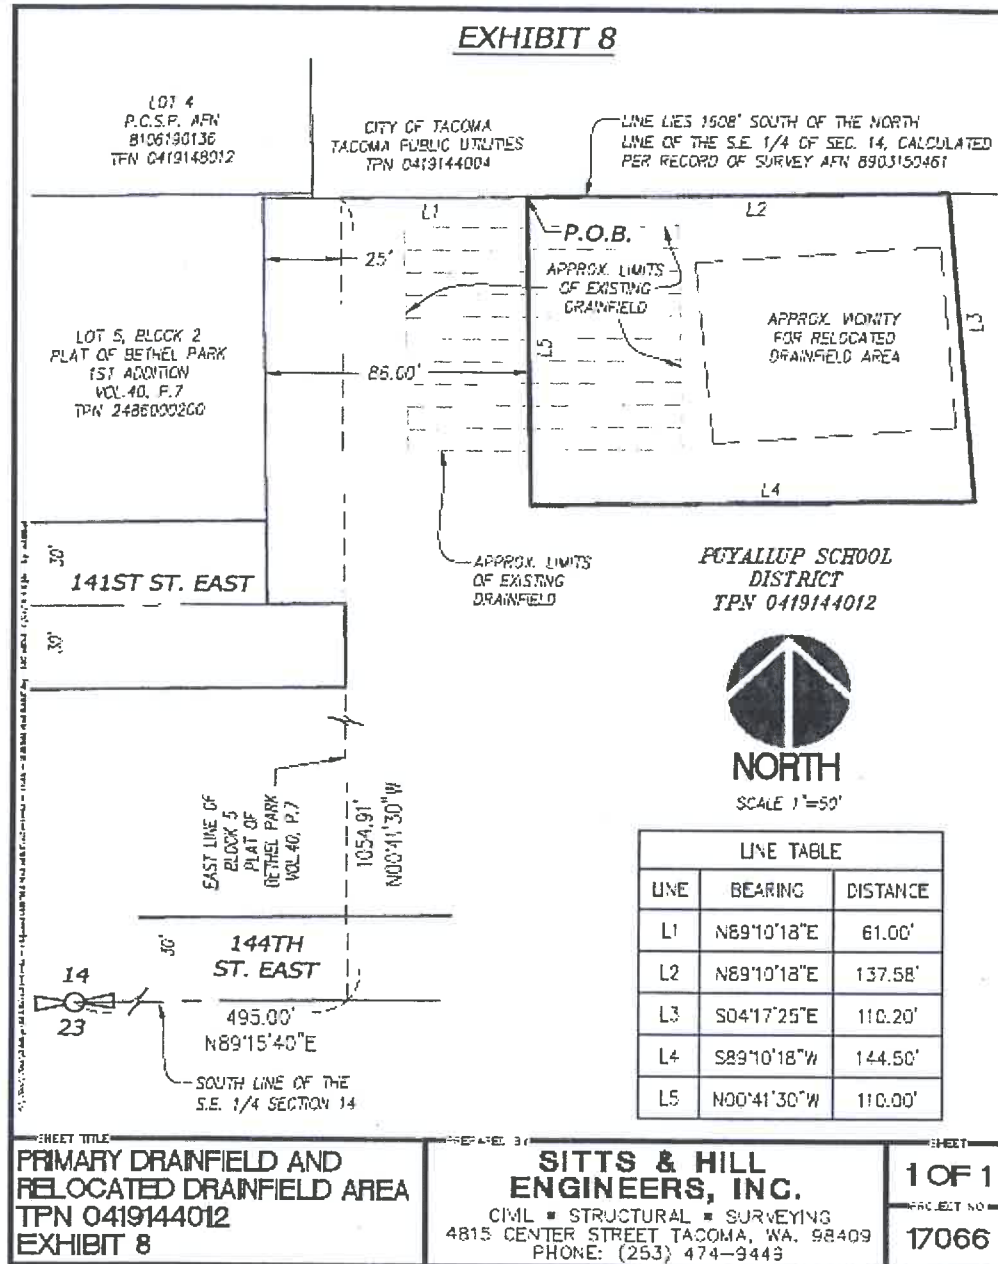 EXHIBIT 8
LOT 4
P.C.S.P. AFN
8106190136
TPN 0419148012
CITY OF TACOMA
TACOMA PUBLIC UTILITIES
TPN 0419144004
LINE LIES 1508' SOUTH OF THE NORTH
LINE OF THE S.E. 1/4 OF SEC. 14, CALCULATED
PER RECORD OF SURVEY AFN 8903150461
L1
L2
P.O.B.
25'
APPROX. LIMITS
OF EXISTING
DRAINFIELD
LOT 5, BLOCK 2
PLAT OF BETHEL PARK
1ST ADDITION
VOL.40, P.7
TPN 2486000200
L5
APPROX. VICINITY
FOR RELOCATED
DRAINFIELD AREA
L3
86.00'
L4
30'
141ST ST. EAST
30'
APPROX. LIMITS
OF EXISTING
DRAINFIELD
PUYALLUP SCHOOL
DISTRICT
TPN 0419144012
NORTH
SCALE 1"=50'
EAST LINE OF
BLOCK 5
PLAT OF
BETHEL PARK
VOL.40, P.7
1054.91'
N00°41'30"W
30'
144TH
ST. EAST
14
23
495.00'
N89°15'40"E
SOUTH LINE OF THE
S.E. 1/4 SECTION 14
LINE TABLE
LINE BEARING DISTANCE
L1 N89°10'18"E 61.00'
L2 N89°10'18"E 137.58'
L3 S04°17'25"E 110.20'
L4 S89°10'18"W 144.50'
L5 N00°41'30"W 110.00'
SHEET TITLE
PRIMARY DRAINFIELD AND
RELOCATED DRAINFIELD AREA
TPN 0419144012
EXHIBIT 8
PREPARED BY
SITTS & HILL
ENGINEERS, INC.
CIVIL ▪ STRUCTURAL ▪ SURVEYING
4815 CENTER STREET TACOMA, WA. 98409
PHONE: (253) 474-9449
SHEET
1 OF 1
PROJECT NO
17066